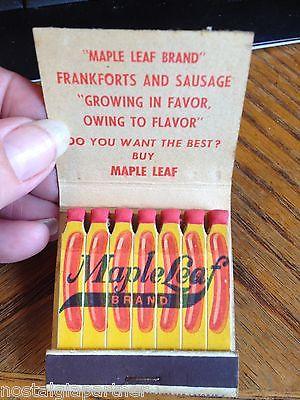 "MAPLE LEAF BRAND"
FRANKFORTS AND SAUSAGE
"GROWING IN FAVOR,
OWING TO FLAVOR"
DO YOU WANT THE BEST?
BUY
MAPLE LEAF
Maple Leaf
BRAND
nostalgiapartner